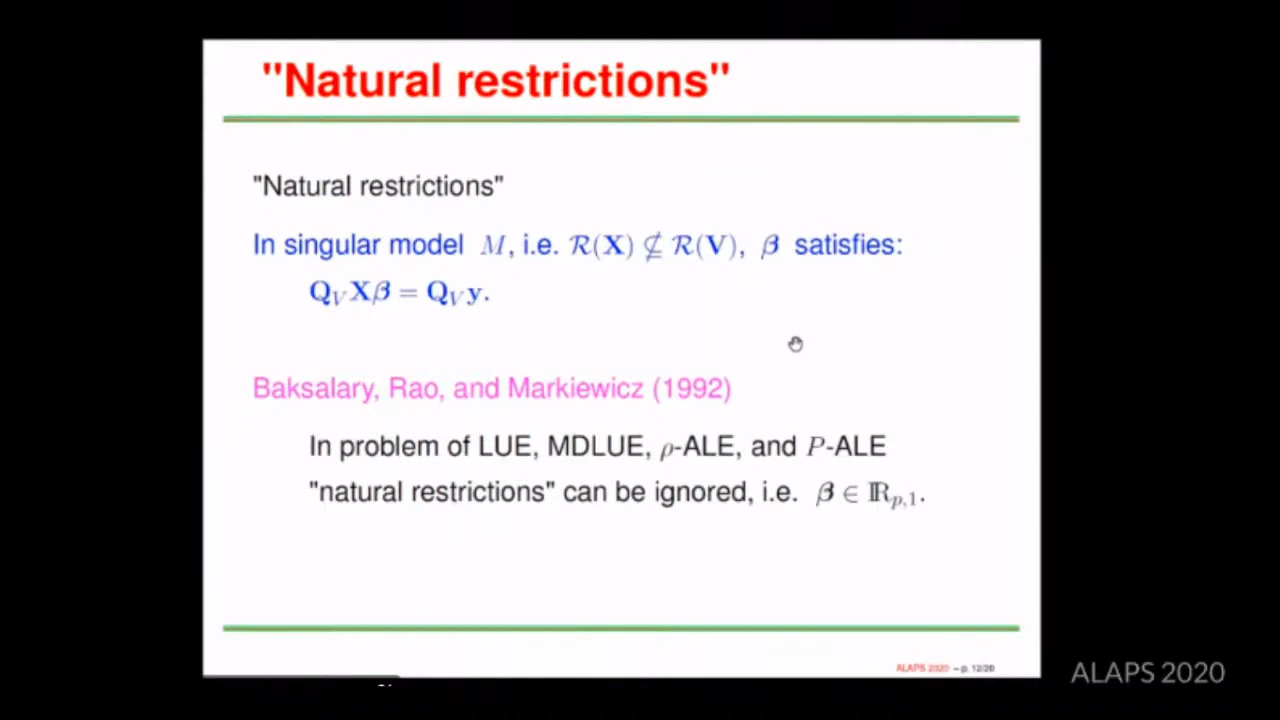 "Natural restrictions"
"Natural restrictions"
In singular model M, i.e. ℛ(X) ⊄ ℛ(V), β satisfies:
Q_V Xβ = Q_V y.
Baksalary, Rao, and Markiewicz (1992)
In problem of LUE, MDLUE, ρ-ALE, and P-ALE
"natural restrictions" can be ignored, i.e. β ∈ ℝ_{p,1}.
ALAPS 2020 – p. 12/20
ALAPS 2020